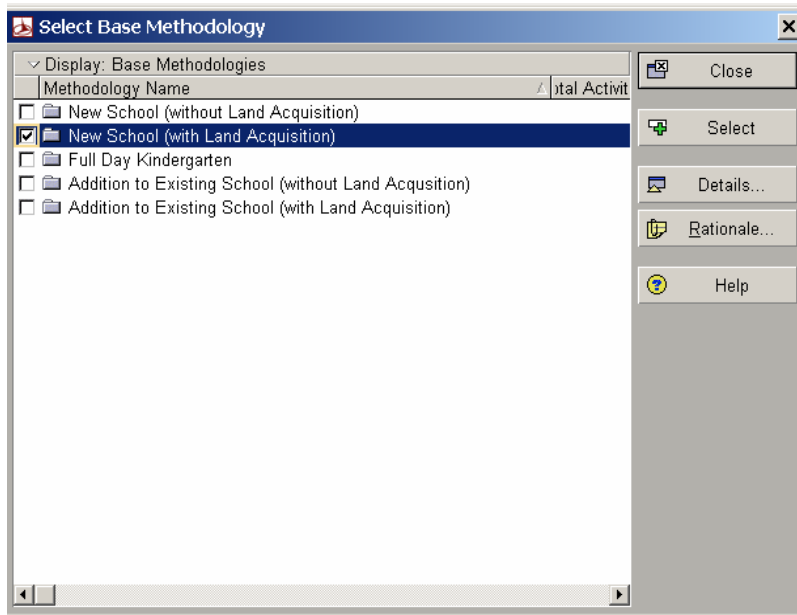 Select Base Methodology
Display: Base Methodologies
Methodology Name
tal Activit
New School (without Land Acquisition)
New School (with Land Acquisition)
Full Day Kindergarten
Addition to Existing School (without Land Acqusition)
Addition to Existing School (with Land Acquisition)
Close
Select
Details...
Rationale...
Help